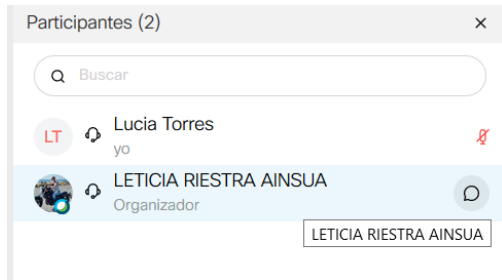 Participantes (2)
Buscar
LT
Lucia Torres
yo
LETICIA RIESTRA AINSUA
Organizador
LETICIA RIESTRA AINSUA